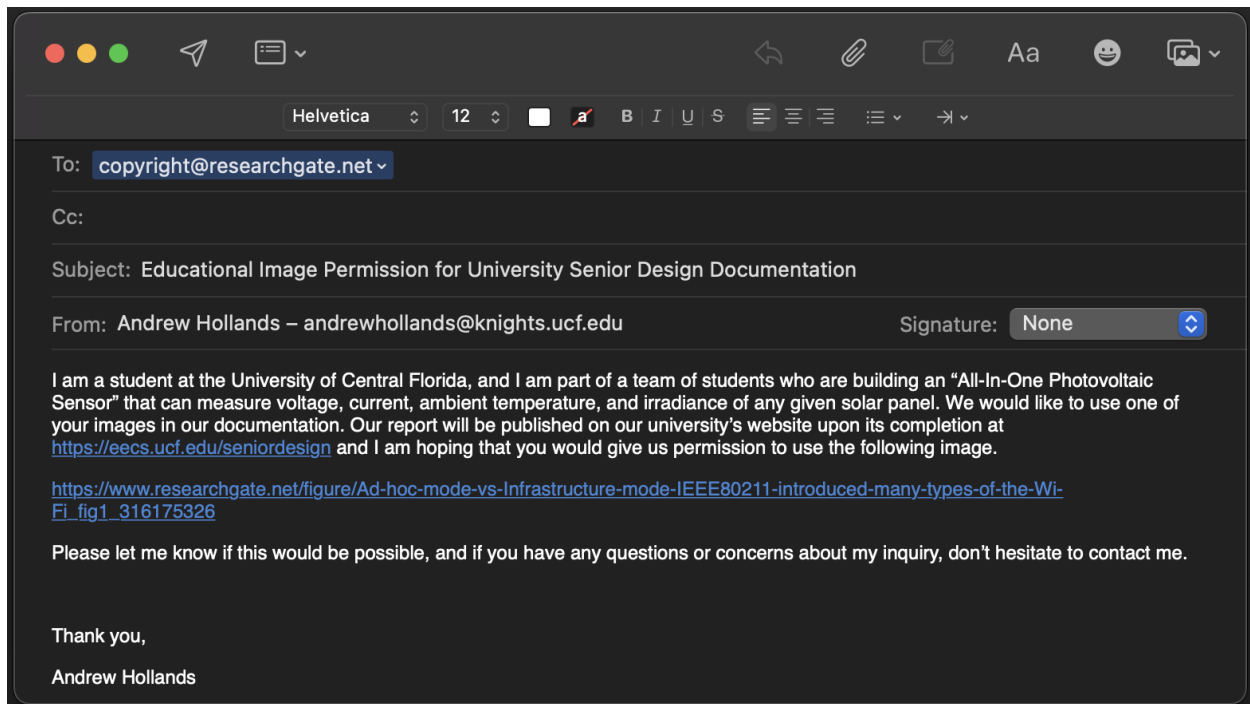 Aa
Helvetica 12 a B I U S
To: copyright@researchgate.net
Cc:
Subject: Educational Image Permission for University Senior Design Documentation
From: Andrew Hollands – andrewhollands@knights.ucf.edu Signature: None
I am a student at the University of Central Florida, and I am part of a team of students who are building an “All-In-One Photovoltaic
Sensor” that can measure voltage, current, ambient temperature, and irradiance of any given solar panel. We would like to use one of
your images in our documentation. Our report will be published on our university’s website upon its completion at
https://eecs.ucf.edu/seniordesign and I am hoping that you would give us permission to use the following image.
https://www.researchgate.net/figure/Ad-hoc-mode-vs-Infrastructure-mode-IEEE80211-introduced-many-types-of-the-Wi-
Fi_fig1_316175326
Please let me know if this would be possible, and if you have any questions or concerns about my inquiry, don’t hesitate to contact me.
Thank you,
Andrew Hollands